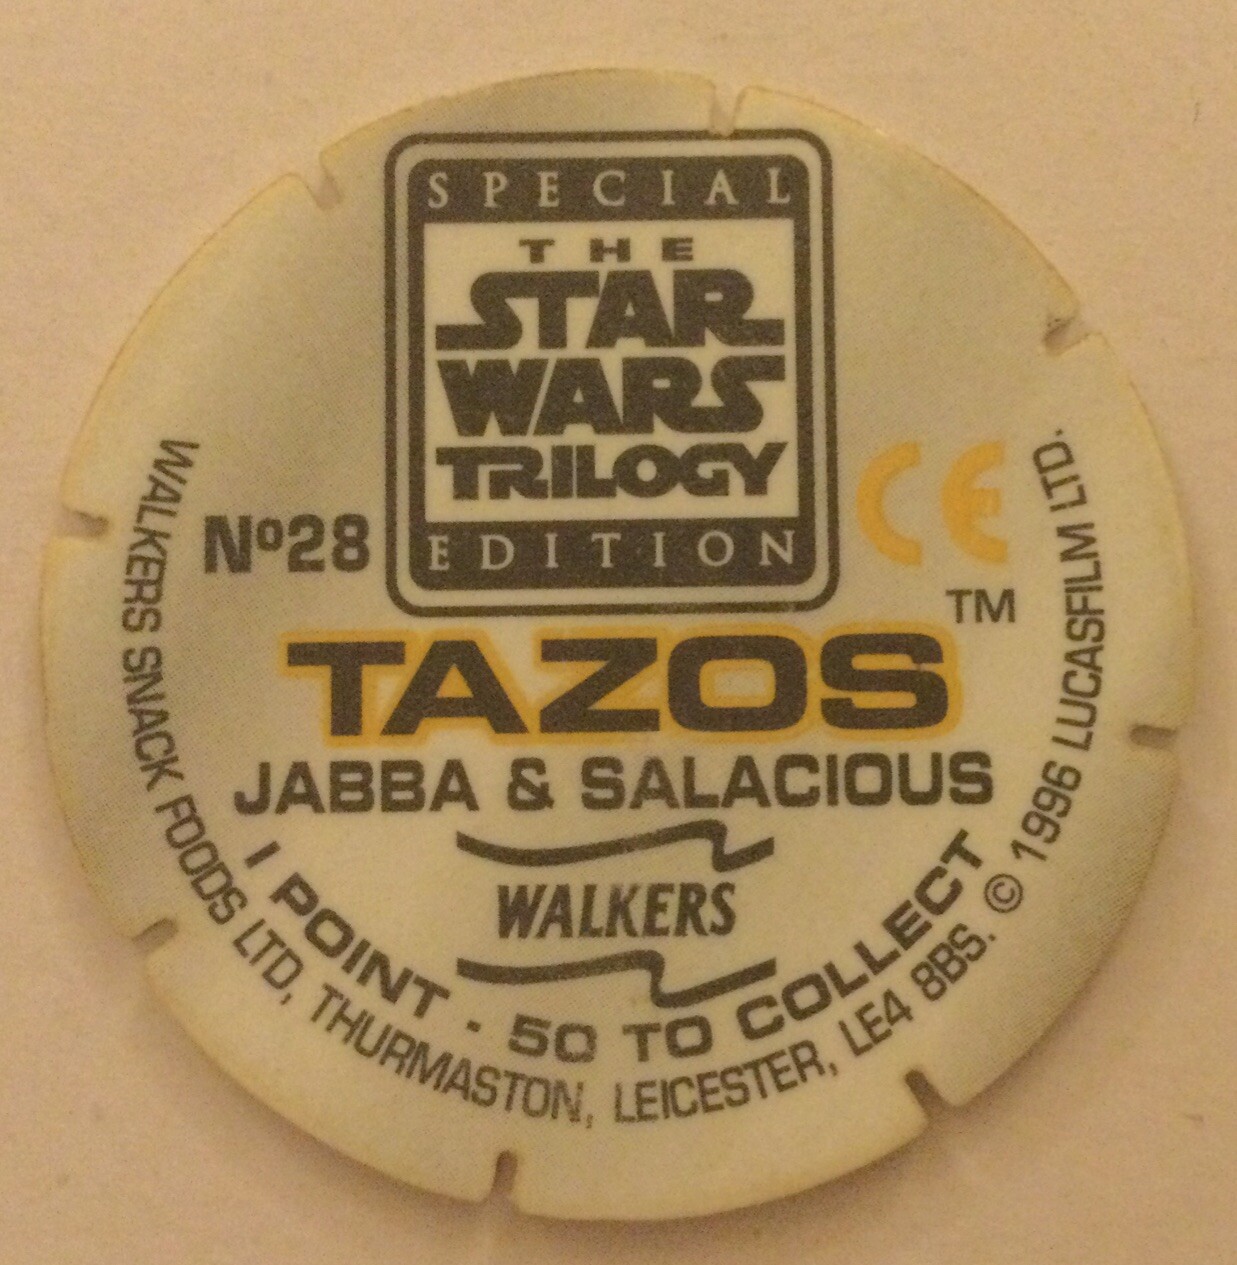 SPECIAL
THE
STAR
WARS
TRILOGY
EDITION
Nº28
CE
TM
TAZOS
JABBA & SALACIOUS
WALKERS
1 POINT - 50 TO COLLECT
WALKERS SNACK FOODS LTD, THURMASTON, LEICESTER, LE4 8BS. © 1996 LUCASFILM LTD.